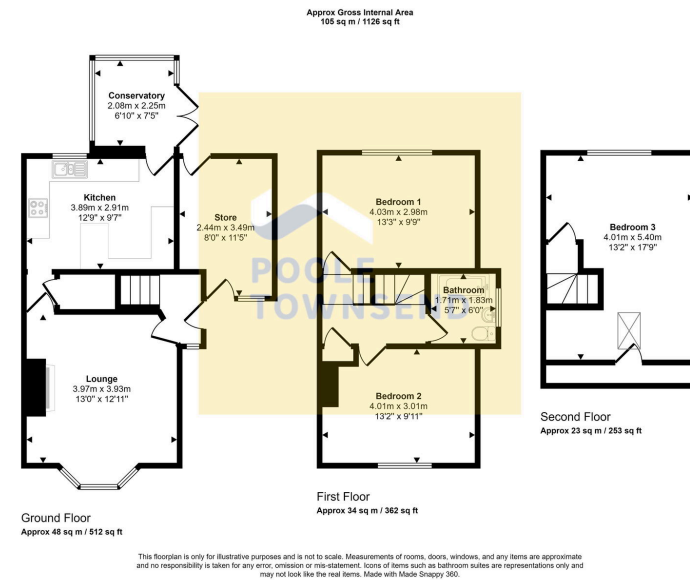 Approx Gross Internal Area
105 sq m / 1126 sq ft
Conservatory
2.08m x 2.25m
6'10" x 7'5"
Kitchen
3.89m x 2.91m
12'9" x 9'7"
Store
2.44m x 3.49m
8'0" x 11'5"
Lounge
3.97m x 3.93m
13'0" x 12'11"
Ground Floor
Approx 48 sq m / 512 sq ft
Bedroom 1
4.03m x 2.98m
13'3" x 9'9"
Bathroom
1.71m x 1.83m
5'7" x 6'0"
Bedroom 2
4.01m x 3.01m
13'2" x 9'11"
First Floor
Approx 34 sq m / 362 sq ft
Bedroom 3
4.01m x 5.40m
13'2" x 17'9"
Second Floor
Approx 23 sq m / 253 sq ft
POOLE
TOWNSEND
This floorplan is only for illustrative purposes and is not to scale. Measurements of rooms, doors, windows, and any items are approximate
and no responsibility is taken for any error, omission or mis-statement. Icons of items such as bathroom suites are representations only and
may not look like the real items. Made with Made Snappy 360.